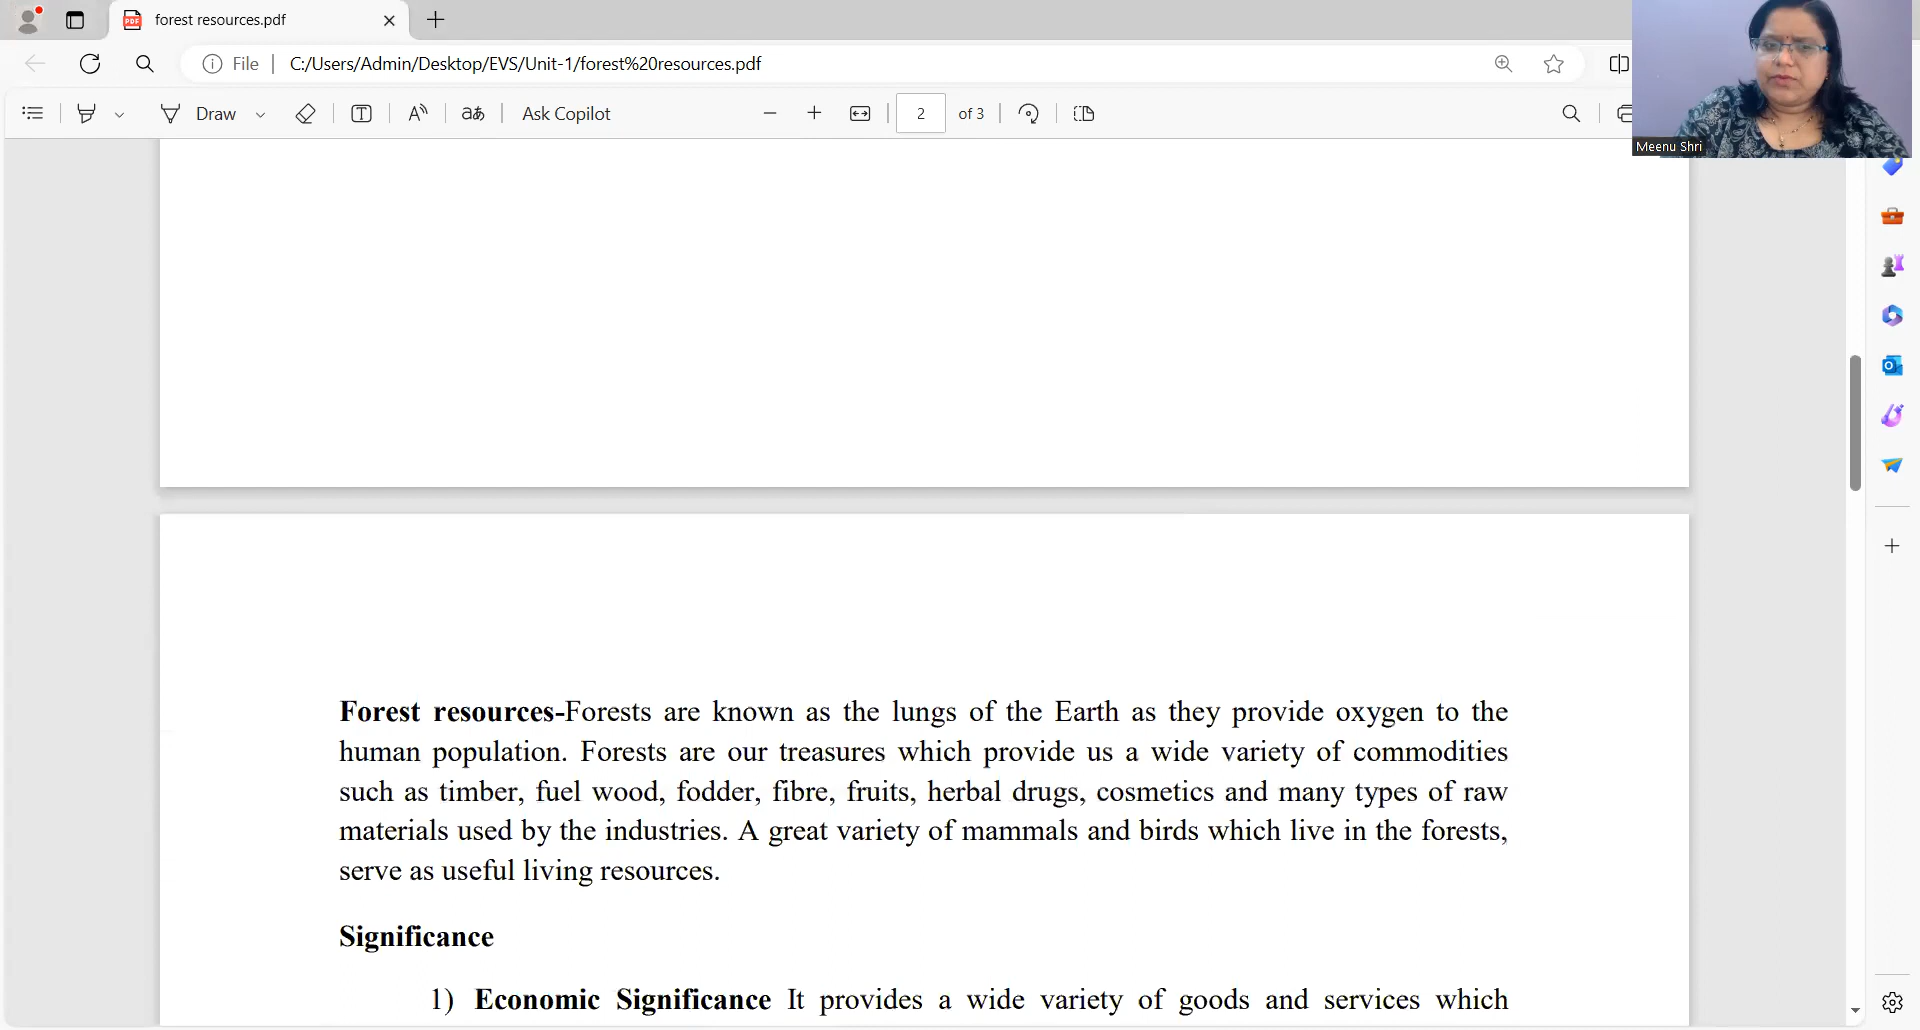 forest resources.pdf
File
C:/Users/Admin/Desktop/EVS/Unit-1/forest%20resources.pdf
Draw
aあ
Ask Copilot
2
of 3
Meenu Shri
Forest resources-Forests are known as the lungs of the Earth as they provide oxygen to the
human population. Forests are our treasures which provide us a wide variety of commodities
such as timber, fuel wood, fodder, fibre, fruits, herbal drugs, cosmetics and many types of raw
materials used by the industries. A great variety of mammals and birds which live in the forests,
serve as useful living resources.
Significance
1) Economic Significance It provides a wide variety of goods and services which